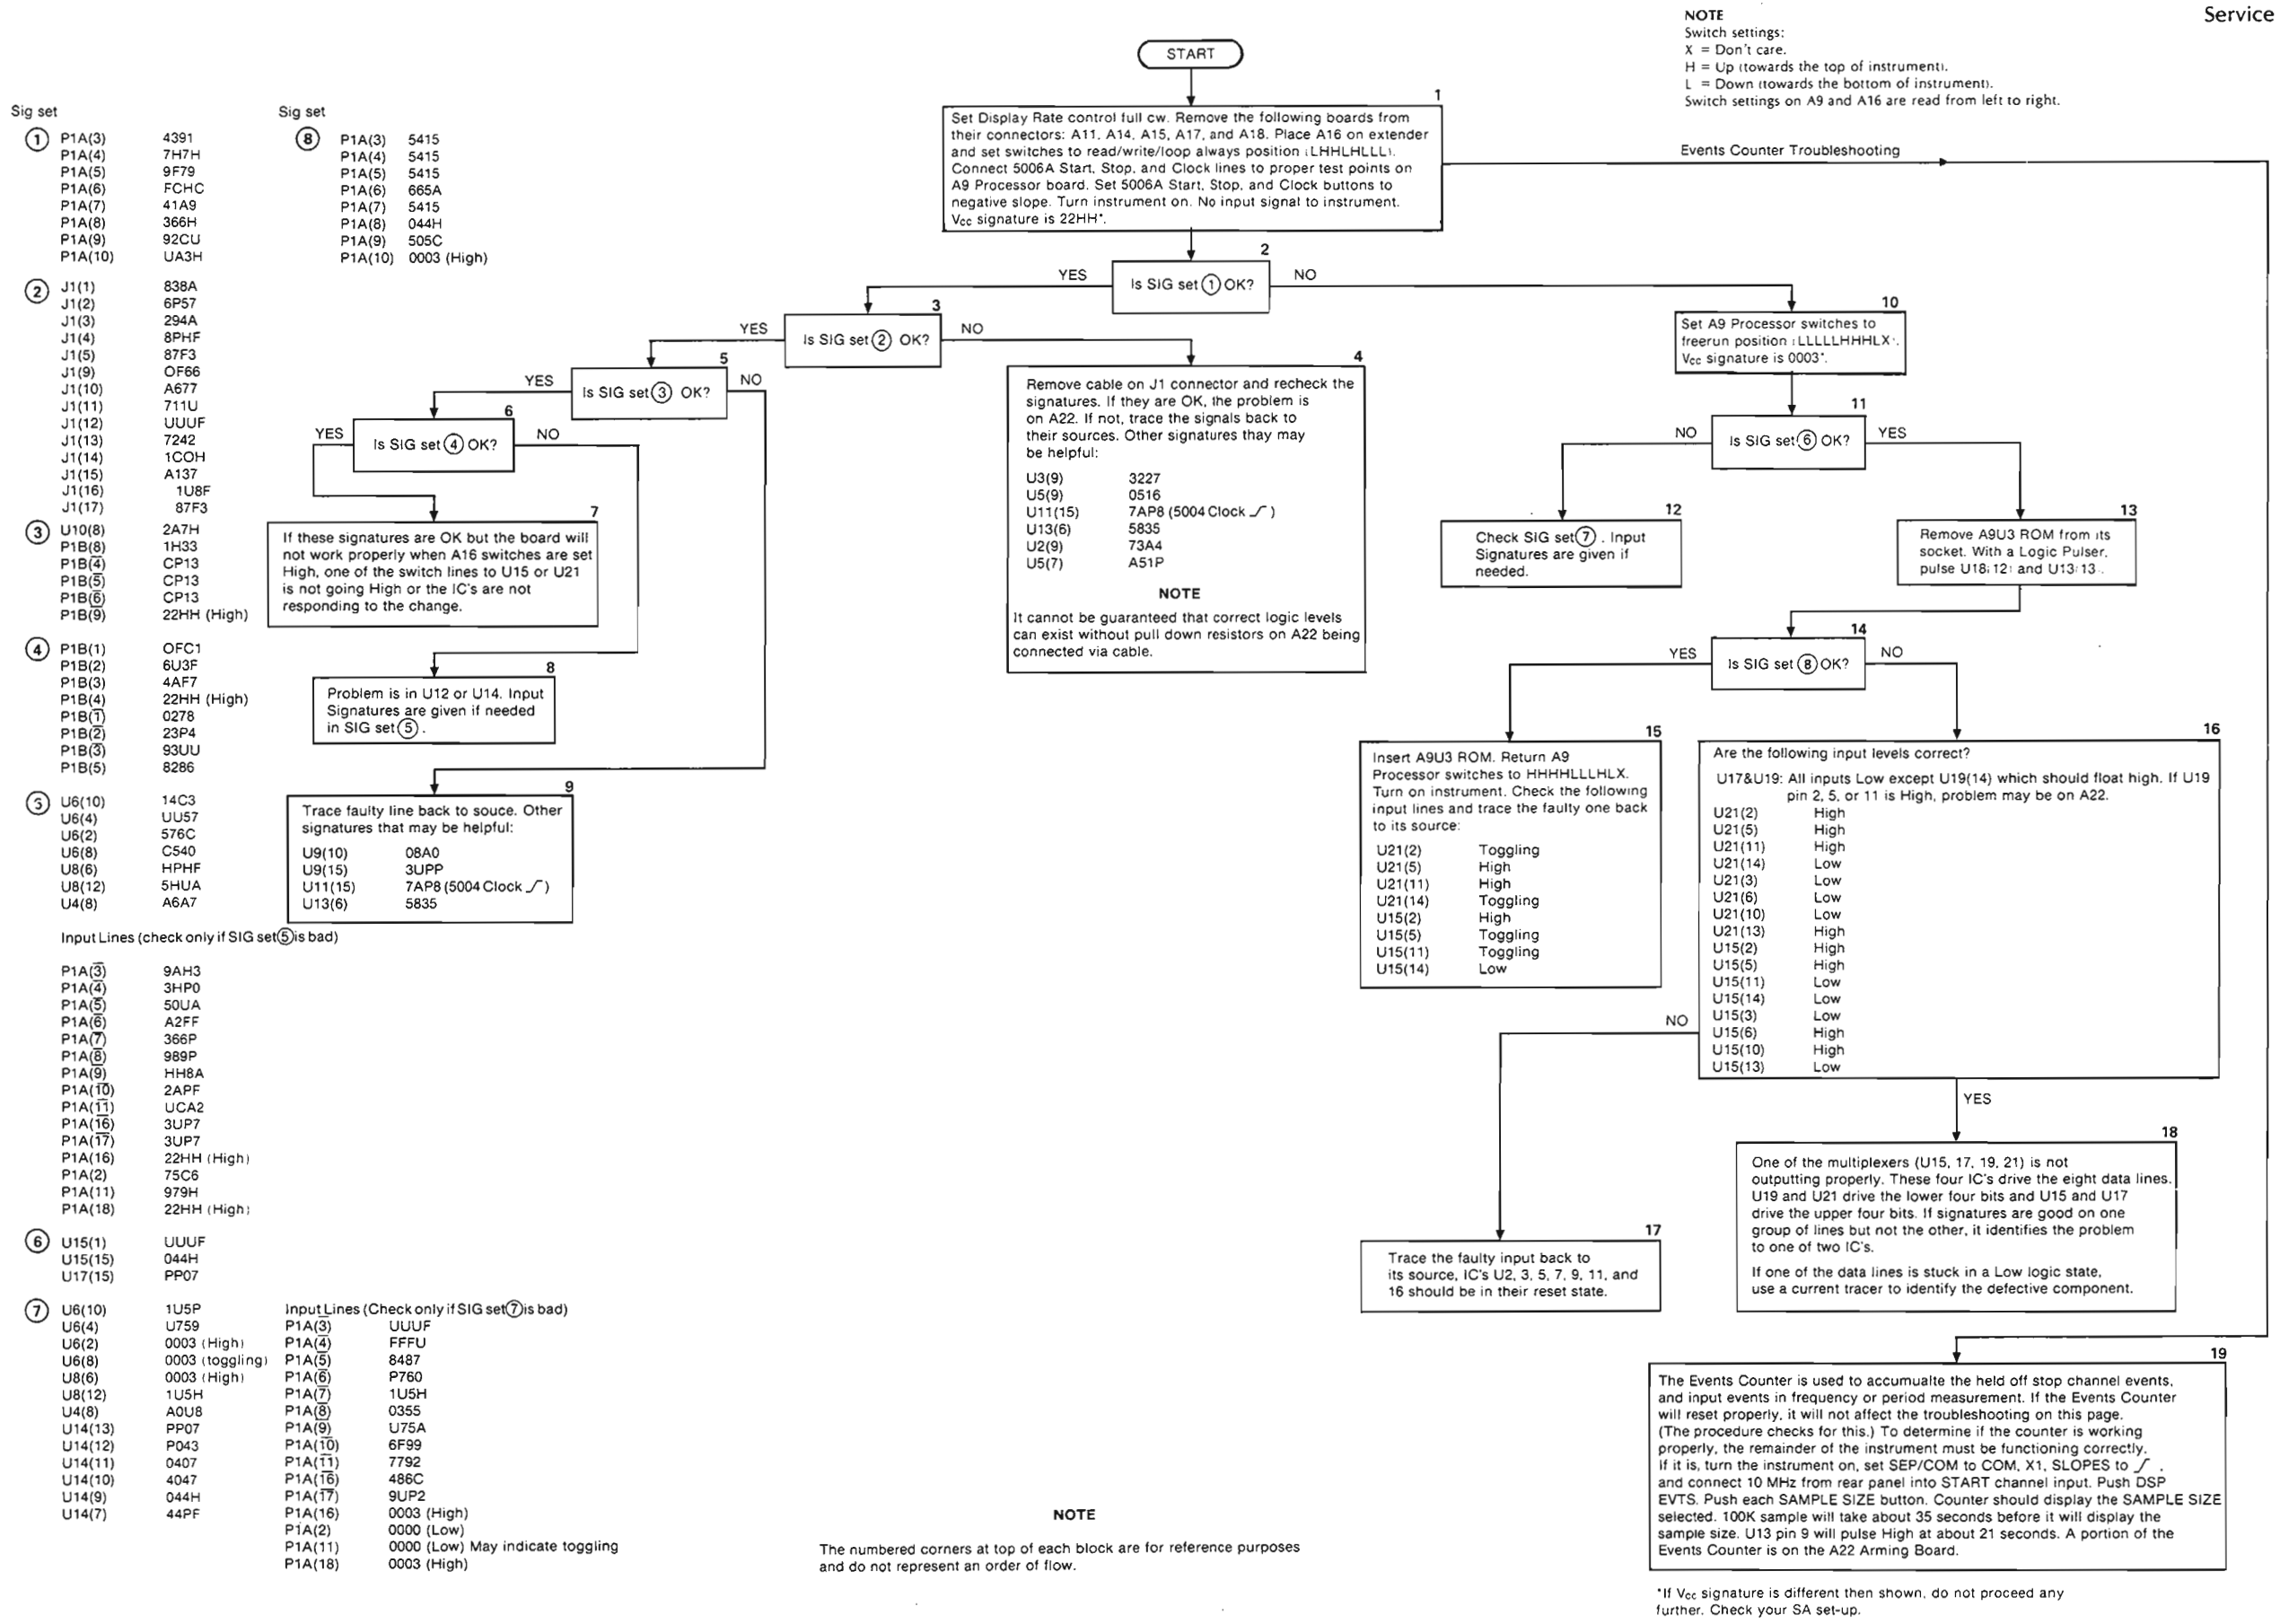 Service
NOTE
Switch settings:
X = Don't care.
H = Up (towards the top of instrument).
L = Down (towards the bottom of instrument).
Switch settings on A9 and A16 are read from left to right.
START
1
Set Display Rate control full cw. Remove the following boards from
their connectors: A11, A14, A15, A17, and A18. Place A16 on extender
and set switches to read/write/loop always position (LHHLHLLL).
Connect 5006A Start, Stop, and Clock lines to proper test points on
A9 Processor board. Set 5006A Start, Stop, and Clock buttons to
negative slope. Turn instrument on. No input signal to instrument.
Vcc signature is 22HH*.
Events Counter Troubleshooting
2
Is SIG set ① OK?
YES
NO
3
Is SIG set ② OK?
YES
NO
4
Remove cable on J1 connector and recheck the
signatures. If they are OK, the problem is
on A22. If not, trace the signals back to
their sources. Other signatures thay may
be helpful:
U3(9) 3227
U5(9) 0516
U11(15) 7AP8 (5004 Clock ⨍)
U13(6) 5835
U2(9) 73A4
U5(7) A51P
NOTE
It cannot be guaranteed that correct logic levels
can exist without pull down resistors on A22 being
connected via cable.
5
Is SIG set ③ OK?
YES
NO
6
Is SIG set ④ OK?
YES
NO
7
If these signatures are OK but the board will
not work properly when A16 switches are set
High, one of the switch lines to U15 or U21
is not going High or the IC's are not
responding to the change.
8
Problem is in U12 or U14. Input
Signatures are given if needed
in SIG set ⑤.
9
Trace faulty line back to souce. Other
signatures that may be helpful:
U9(10) 08A0
U9(15) 3UPP
U11(15) 7AP8 (5004 Clock ⨍)
U13(6) 5835
10
Set A9 Processor switches to
freerun position (LLLLLHHHLX).
Vcc signature is 0003*.
11
Is SIG set ⑥ OK?
NO
YES
12
Check SIG set ⑦. Input
Signatures are given if
needed.
13
Remove A9U3 ROM from its
socket. With a Logic Pulser,
pulse U18(12) and U13(13).
14
Is SIG set ⑧ OK?
YES
NO
15
Insert A9U3 ROM. Return A9
Processor switches to HHHHLLLHLX.
Turn on instrument. Check the following
input lines and trace the faulty one back
to its source:
U21(2) Toggling
U21(5) High
U21(11) High
U21(14) Toggling
U15(2) High
U15(5) Toggling
U15(11) Toggling
U15(14) Low
16
Are the following input levels correct?
U17&U19: All inputs Low except U19(14) which should float high. If U19
pin 2, 5, or 11 is High, problem may be on A22.
U21(2) High
U21(5) High
U21(11) High
U21(14) Low
U21(3) Low
U21(6) Low
U21(10) Low
U21(13) High
U15(2) High
U15(5) High
U15(11) Low
U15(14) Low
U15(3) Low
U15(6) High
U15(10) High
U15(13) Low
NO
YES
17
Trace the faulty input back to
its source, IC's U2, 3, 5, 7, 9, 11, and
16 should be in their reset state.
18
One of the multiplexers (U15, 17, 19, 21) is not
outputting properly. These four IC's drive the eight data lines.
U19 and U21 drive the lower four bits and U15 and U17
drive the upper four bits. If signatures are good on one
group of lines but not the other, it identifies the problem
to one of two IC's.
If one of the data lines is stuck in a Low logic state,
use a current tracer to identify the defective component.
19
The Events Counter is used to accumualte the held off stop channel events,
and input events in frequency or period measurement. If the Events Counter
will reset properly, it will not affect the troubleshooting on this page.
(The procedure checks for this.) To determine if the counter is working
properly, the remainder of the instrument must be functioning correctly.
If it is, turn the instrument on, set SEP/COM to COM, X1, SLOPES to ⨍ ,
and connect 10 MHz from rear panel into START channel input. Push DSP
EVTS. Push each SAMPLE SIZE button. Counter should display the SAMPLE SIZE
selected. 100K sample will take about 35 seconds before it will display the
sample size. U13 pin 9 will pulse High at about 21 seconds. A portion of the
Events Counter is on the A22 Arming Board.
*If Vcc signature is different then shown, do not proceed any
further. Check your SA set-up.
Sig set
① P1A(3) 4391
P1A(4) 7H7H
P1A(5) 9F79
P1A(6) FCHC
P1A(7) 41A9
P1A(8) 366H
P1A(9) 92CU
P1A(10) UA3H
Sig set
⑧ P1A(3) 5415
P1A(4) 5415
P1A(5) 5415
P1A(6) 665A
P1A(7) 5415
P1A(8) 044H
P1A(9) 505C
P1A(10) 0003 (High)
② J1(1) 838A
J1(2) 6P57
J1(3) 294A
J1(4) 8PHF
J1(5) 87F3
J1(9) OF66
J1(10) A677
J1(11) 711U
J1(12) UUUF
J1(13) 7242
J1(14) 1COH
J1(15) A137
J1(16) 1U8F
J1(17) 87F3
③ U10(8) 2A7H
P1B(8) 1H33
P1B(4̅) CP13
P1B(5̅) CP13
P1B(6̅) CP13
P1B(9̅) 22HH (High)
④ P1B(1) OFC1
P1B(2) 6U3F
P1B(3) 4AF7
P1B(4) 22HH (High)
P1B(1̅) 0278
P1B(2̅) 23P4
P1B(3̅) 93UU
P1B(5) 8286
⑤ U6(10) 14C3
U6(4) UU57
U6(2) 576C
U6(8) C540
U8(6) HPHF
U8(12) 5HUA
U4(8) A6A7
Input Lines (check only if SIG set ⑤ is bad)
P1A(3̅) 9AH3
P1A(4̅) 3HP0
P1A(5̅) 50UA
P1A(6̅) A2FF
P1A(7̅) 366P
P1A(8̅) 989P
P1A(9̅) HH8A
P1A(1̅0̅) 2APF
P1A(1̅1̅) UCA2
P1A(1̅6̅) 3UP7
P1A(1̅7̅) 3UP7
P1A(16) 22HH (High)
P1A(2) 75C6
P1A(11) 979H
P1A(18) 22HH (High)
⑥ U15(1) UUUF
U15(15) 044H
U17(15) PP07
⑦ U6(10) 1U5P
U6(4) U759
U6(2) 0003 (High)
U6(8) 0003 (toggling)
U8(6) 0003 (High)
U8(12) 1U5H
U4(8) A0U8
U14(13) PP07
U14(12) P043
U14(11) 0407
U14(10) 4047
U14(9) 044H
U14(7) 44PF
Input Lines (Check only if SIG set ⑦ is bad)
P1A(3̅) UUUF
P1A(4̅) FFFU
P1A(5̅) 8487
P1A(6̅) P760
P1A(7̅) 1U5H
P1A(8̅) 0355
P1A(9̅) U75A
P1A(1̅0̅) 6F99
P1A(1̅1̅) 7792
P1A(1̅6̅) 486C
P1A(1̅7̅) 9UP2
P1A(16) 0003 (High)
P1A(2) 0000 (Low)
P1A(11) 0000 (Low) May indicate toggling
P1A(18) 0003 (High)
NOTE
The numbered corners at top of each block are for reference purposes
and do not represent an order of flow.